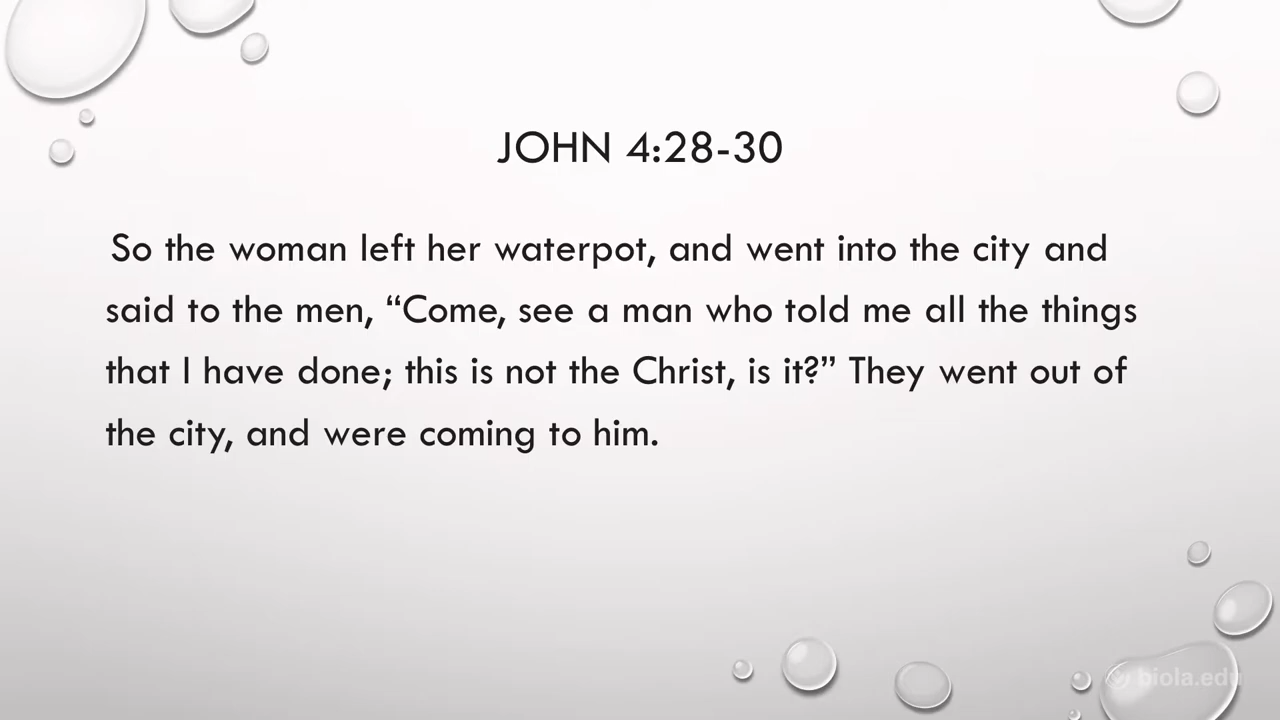 JOHN 4:28-30
So the woman left her waterpot, and went into the city and
said to the men, “Come, see a man who told me all the things
that I have done; this is not the Christ, is it?” They went out of
the city, and were coming to him.
biola.edu